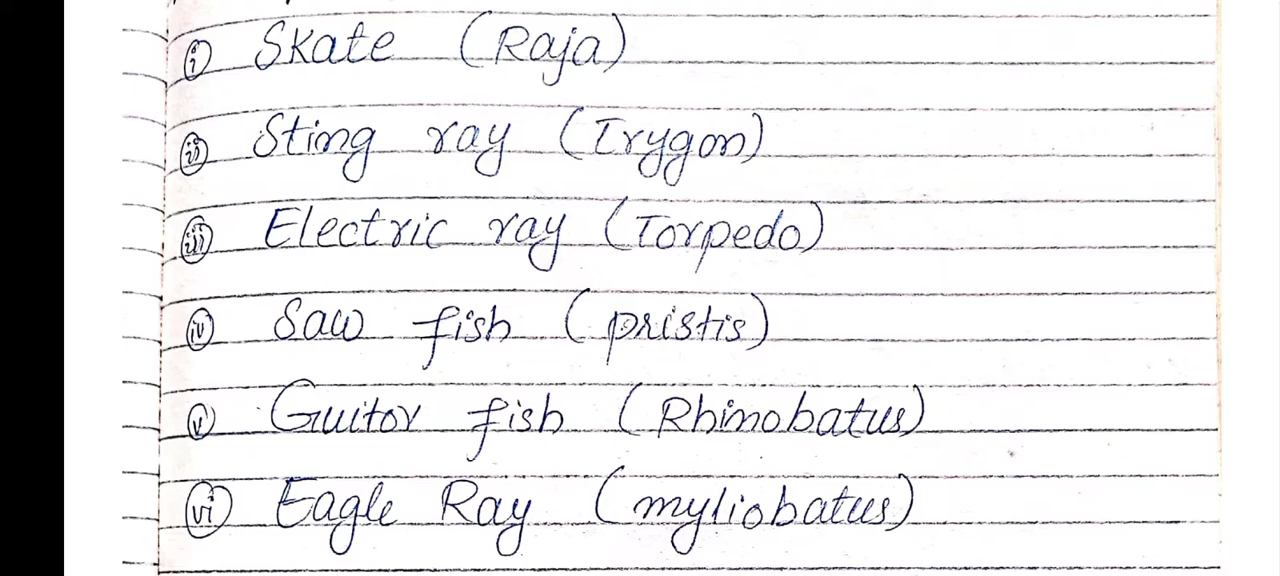 i) Skate (Raja)
ii) Sting ray (Trygon)
iii) Electric ray (Torpedo)
iv) Saw fish (pristis)
v) Guitor fish (Rhinobatus)
vi) Eagle Ray (myliobatus)